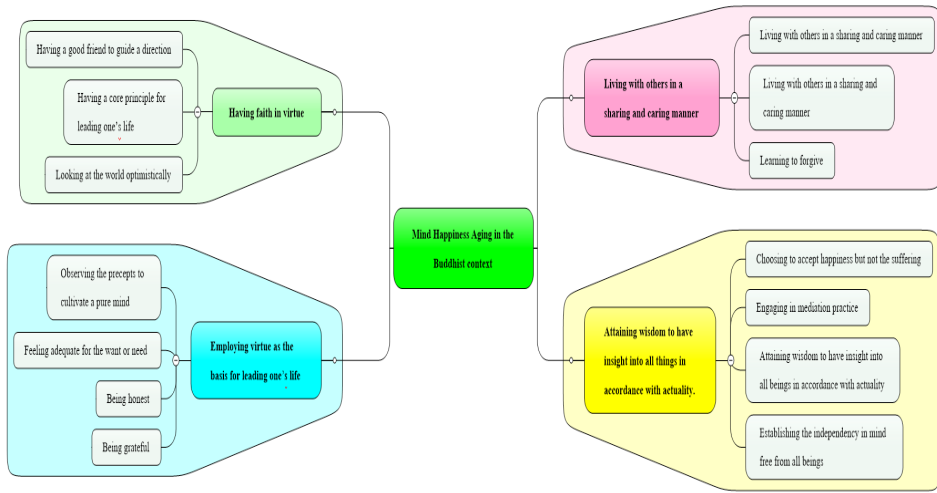 Having a good friend to guide a direction
Having a core principle for
leading one's life
Looking at the world optimistically
Having faith in virtue
Observing the precepts to
cultivate a pure mind
Feeling adequate for the want or need
Being honest
Being grateful
Employing virtue as the
basis for leading one's life
Mind Happiness Aging in the
Buddhist context
Living with others in a
sharing and caring manner
Living with others in a sharing and caring manner
Living with others in a sharing and
caring manner
Learning to forgive
Attaining wisdom to have
insight into all things in
accordance with actuality.
Choosing to accept happiness but not the suffering
Engaging in mediation practice
Attaining wisdom to have insight into
all beings in accordance with actuality
Establishing the independency in mind
free from all beings